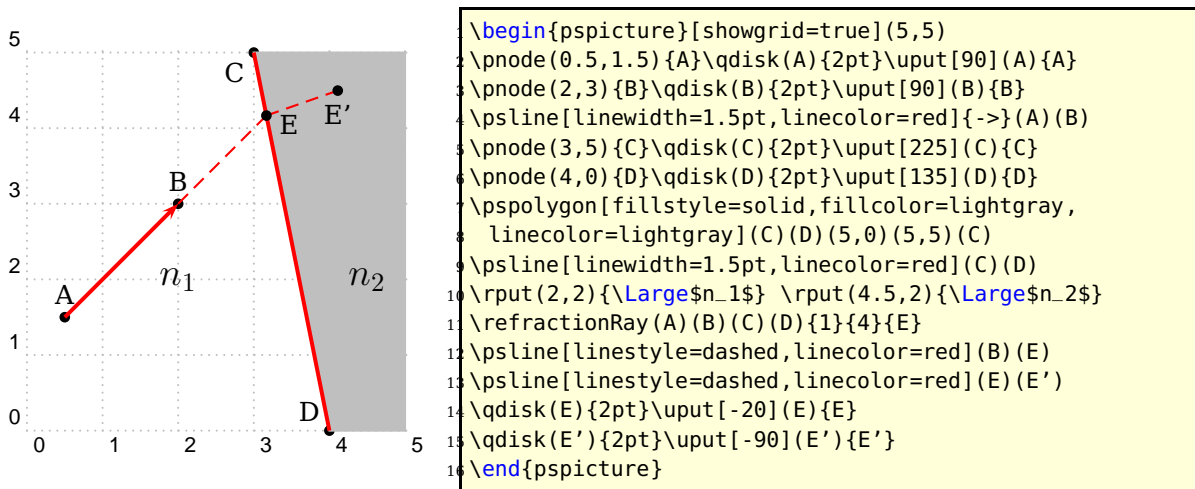 5
C
E
E’
4
B
3
n₁
n₂
2
A
1
D
0
0 1 2 3 4 5
1 \begin{pspicture}[showgrid=true](5,5)
2 \pnode(0.5,1.5){A}\qdisk(A){2pt}\uput[90](A){A}
3 \pnode(2,3){B}\qdisk(B){2pt}\uput[90](B){B}
4 \psline[linewidth=1.5pt,linecolor=red]{->}(A)(B)
5 \pnode(3,5){C}\qdisk(C){2pt}\uput[225](C){C}
6 \pnode(4,0){D}\qdisk(D){2pt}\uput[135](D){D}
7 \pspolygon[fillstyle=solid,fillcolor=lightgray,
8 linecolor=lightgray](C)(D)(5,0)(5,5)(C)
9 \psline[linewidth=1.5pt,linecolor=red](C)(D)
10 \rput(2,2){\Large$n_1$} \rput(4.5,2){\Large$n_2$}
11 \refractionRay(A)(B)(C)(D){1}{4}{E}
12 \psline[linestyle=dashed,linecolor=red](B)(E)
13 \psline[linestyle=dashed,linecolor=red](E)(E’)
14 \qdisk(E){2pt}\uput[-20](E){E}
15 \qdisk(E’){2pt}\uput[-90](E’){E’}
16 \end{pspicture}